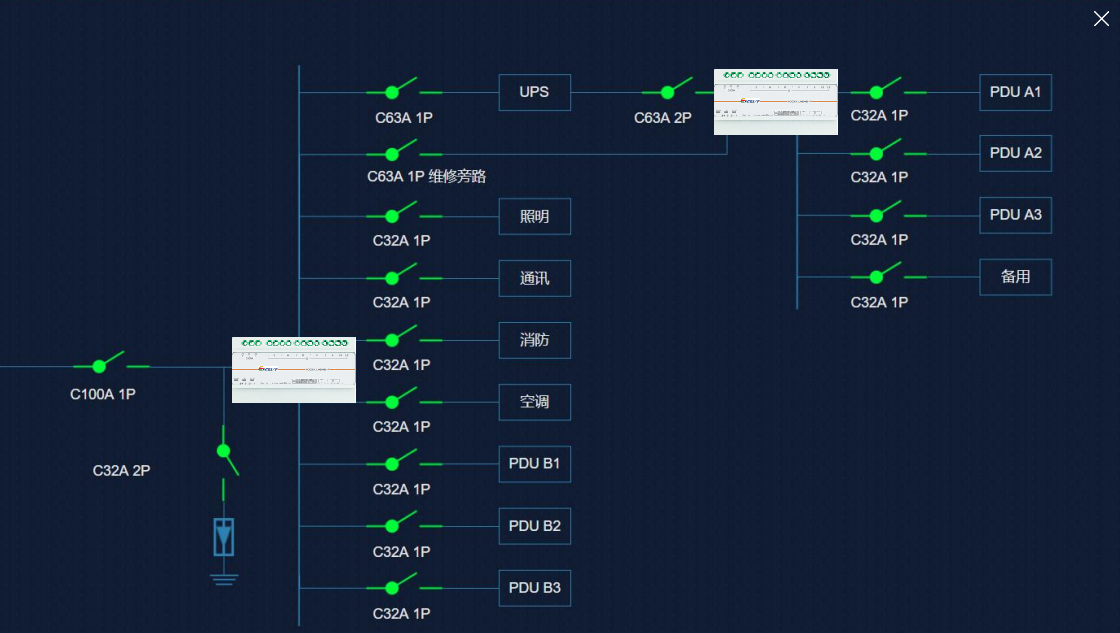 UPS
PDU A1
C63A 1P
C63A 2P
C32A 1P
PDU A2
C63A 1P 维修旁路
C32A 1P
照明
PDU A3
C32A 1P
C32A 1P
通讯
备用
C32A 1P
C32A 1P
消防
C32A 1P
C100A 1P
空调
C32A 1P
C32A 2P
PDU B1
C32A 1P
PDU B2
C32A 1P
PDU B3
C32A 1P